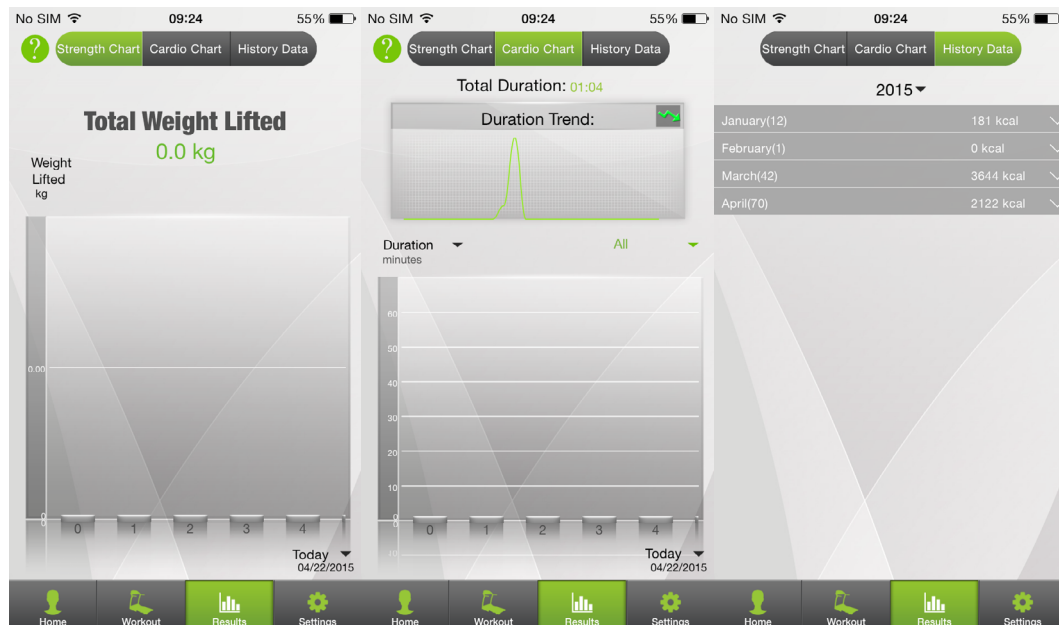 No SIM 09:24 55%
? Strength Chart Cardio Chart History Data
Total Weight Lifted
0.0 kg
Weight
Lifted
kg
0.00
0
0
0 1 2 3 4
Today
04/22/2015
Home Workout Results Settings
No SIM 09:24 55%
? Strength Chart Cardio Chart History Data
Total Duration: 01:04
Duration Trend:
Duration All
minutes
60
50
40
30
20
10
0
0 1 2 3 4
10
Today
04/22/2015
Home Workout Results Settings
No SIM 09:24 55%
Strength Chart Cardio Chart History Data
2015
January(12) 181 kcal
February(1) 0 kcal
March(42) 3644 kcal
April(70) 2122 kcal
Home Workout Results Settings